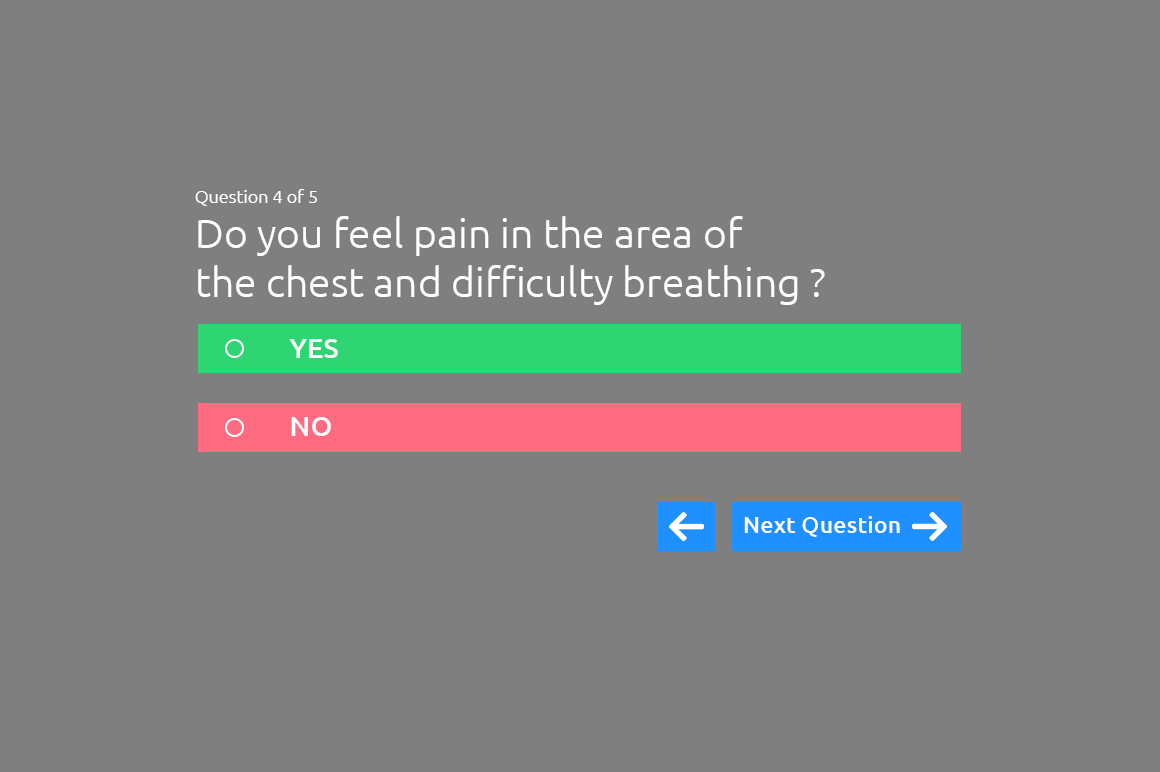 Question 4 of 5
Do you feel pain in the area of
the chest and difficulty breathing ?
YES
NO
Next Question